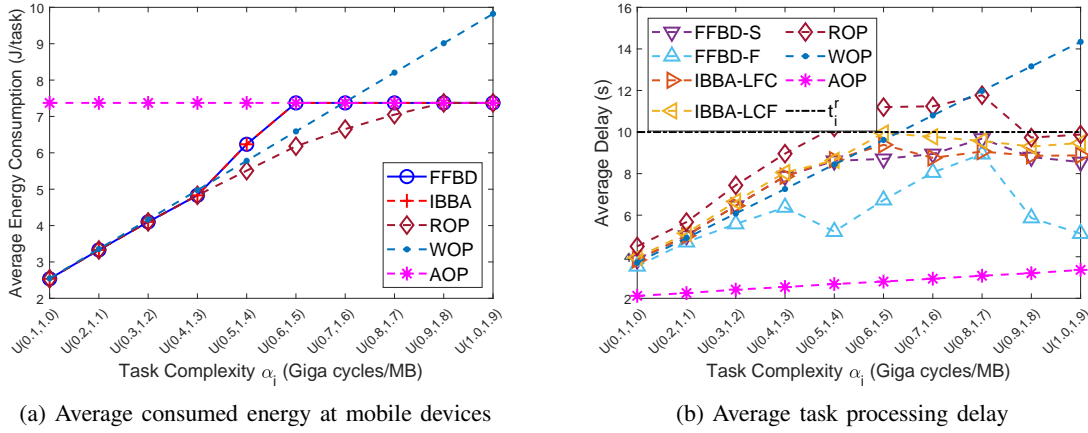 10
9
8
7
6
5
4
3
2
Average Energy Consumption (J/task)
FFBD
IBBA
ROP
WOP
AOP
U(0.1,1.0)
U(0.2,1.1)
U(0.3,1.2)
U(0.4,1.3)
U(0.5,1.4)
U(0.6,1.5)
U(0.7,1.6)
U(0.8,1.7)
U(0.9,1.8)
U(1.0,1.9)
Task Complexity α_i (Giga cycles/MB)
(a) Average consumed energy at mobile devices
16
14
12
10
8
6
4
2
Average Delay (s)
FFBD-S
FFBD-F
IBBA-LFC
IBBA-LCF
ROP
WOP
AOP
t_i^r
U(0.1,1.0)
U(0.2,1.1)
U(0.3,1.2)
U(0.4,1.3)
U(0.5,1.4)
U(0.6,1.5)
U(0.7,1.6)
U(0.8,1.7)
U(0.9,1.8)
U(1.0,1.9)
Task Complexity α_i (Giga cycles/MB)
(b) Average task processing delay